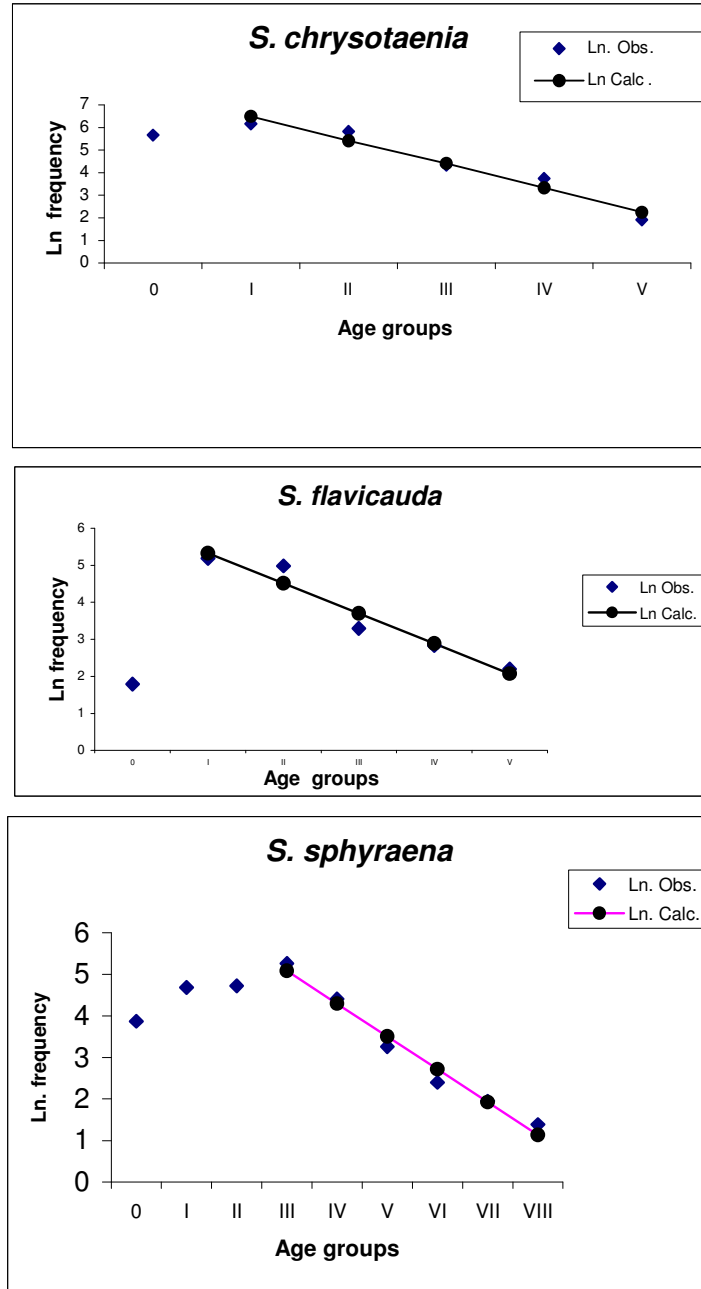 S. chrysotaenia
Ln. Obs.
Ln Calc .
7
6
5
4
3
2
1
0
Ln frequency
0 I II III IV V
Age groups
S. flavicauda
Ln Obs.
Ln Calc.
6
5
4
3
2
1
0
Ln frequency
0 I II III IV V
Age groups
S. sphyraena
Ln. Obs.
Ln. Calc.
6
5
4
3
2
1
0
Ln. frequency
0 I II III IV V VI VII VIII
Age groups